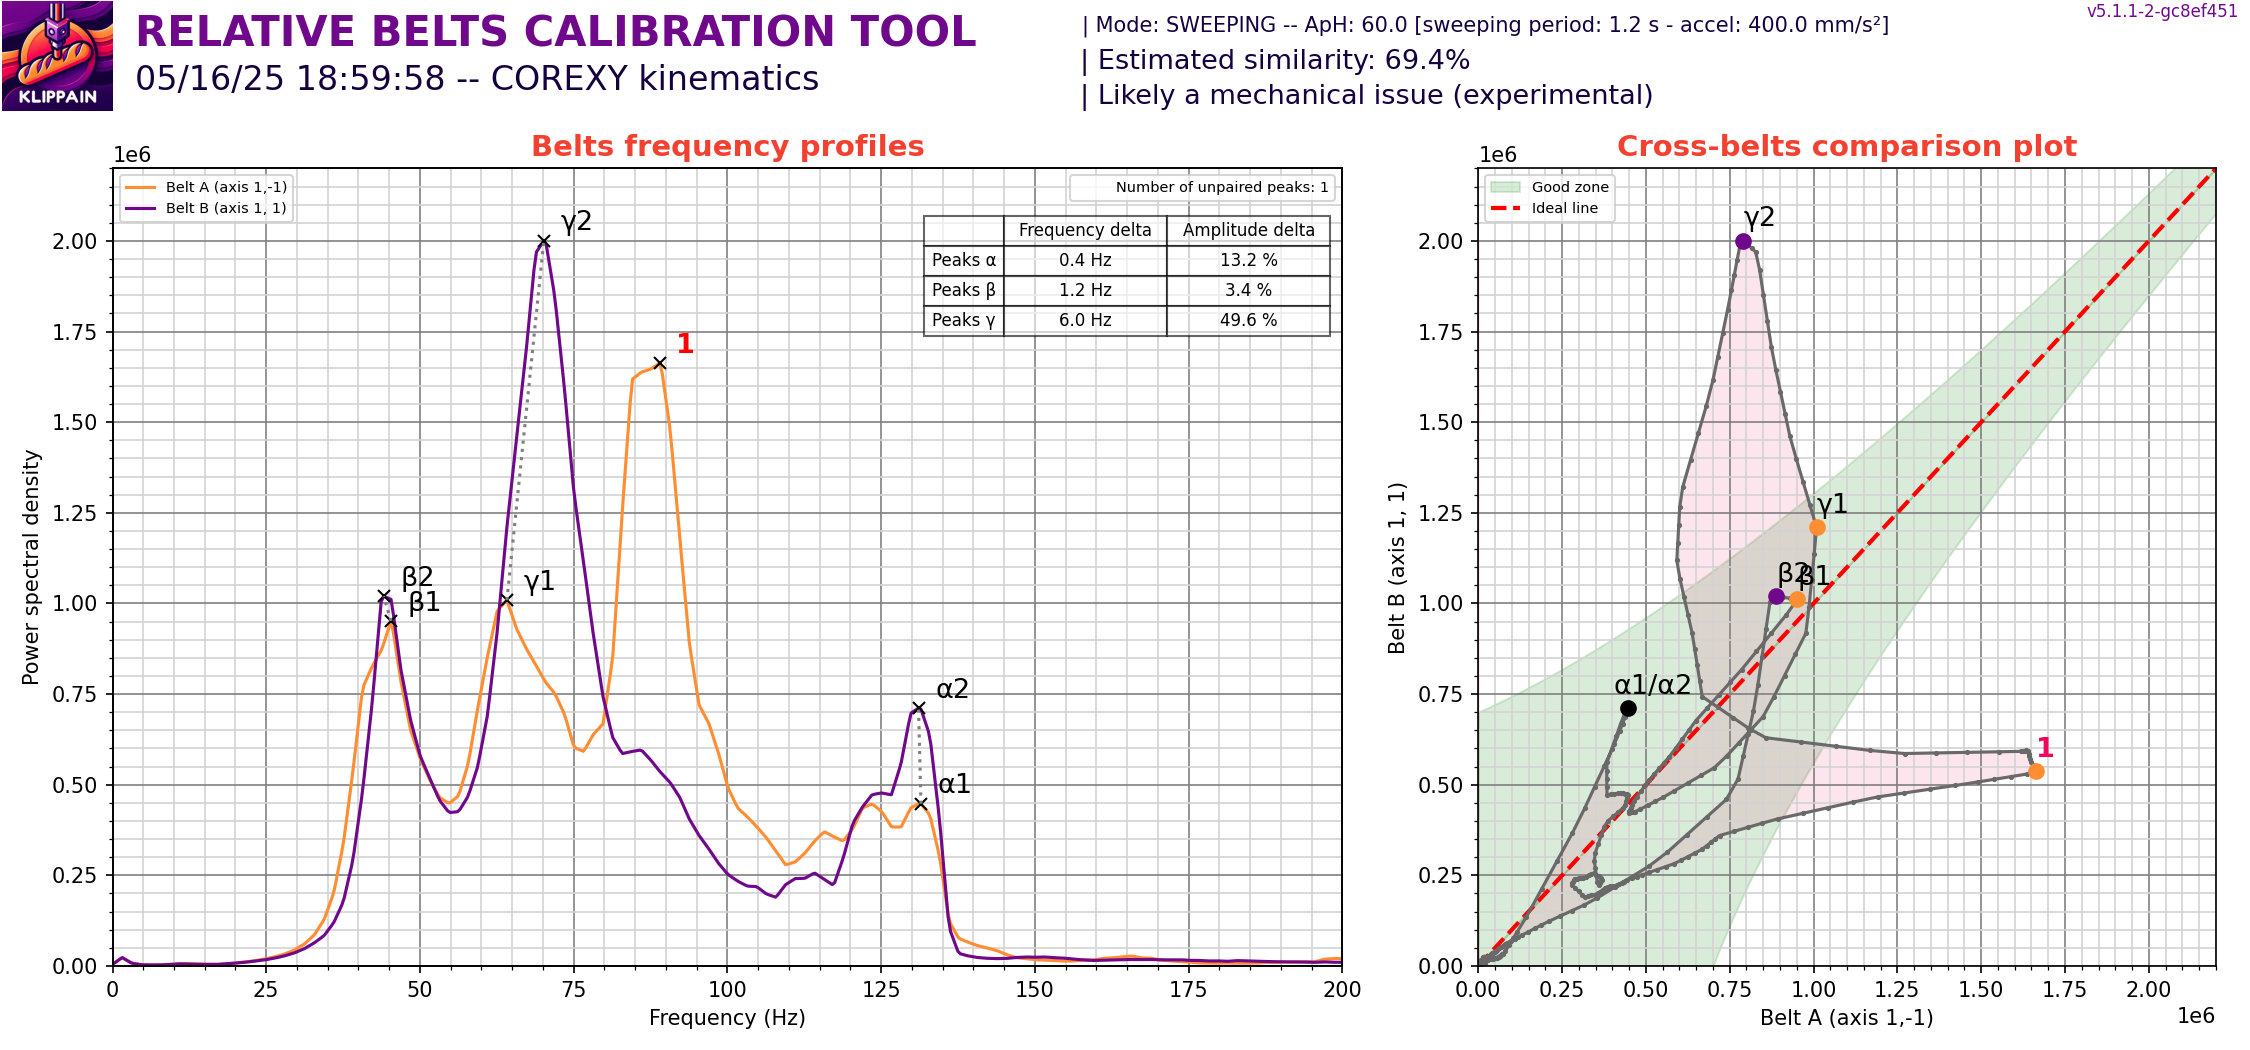 KLIPPAIN
RELATIVE BELTS CALIBRATION TOOL
05/16/25 18:59:58 -- COREXY kinematics
| Mode: SWEEPING -- ApH: 60.0 [sweeping period: 1.2 s - accel: 400.0 mm/s²]
| Estimated similarity: 69.4%
| Likely a mechanical issue (experimental)
v5.1.1-2-gc8ef451
Belts frequency profiles
1e6
Belt A (axis 1,-1)
Belt B (axis 1, 1)
Number of unpaired peaks: 1
Frequency delta Amplitude delta
Peaks α 0.4 Hz 13.2 %
Peaks β 1.2 Hz 3.4 %
Peaks γ 6.0 Hz 49.6 %
γ2
1
β2
β1
γ1
α2
α1
2.00
1.75
1.50
1.25
1.00
0.75
0.50
0.25
0.00
Power spectral density
0 25 50 75 100 125 150 175 200
Frequency (Hz)
Cross-belts comparison plot
1e6
Good zone
Ideal line
γ2
γ1
β2
β1
α1/α2
1
2.00
1.75
1.50
1.25
1.00
0.75
0.50
0.25
0.00
Belt B (axis 1, 1)
0.00 0.25 0.50 0.75 1.00 1.25 1.50 1.75 2.00
Belt A (axis 1,-1)
1e6